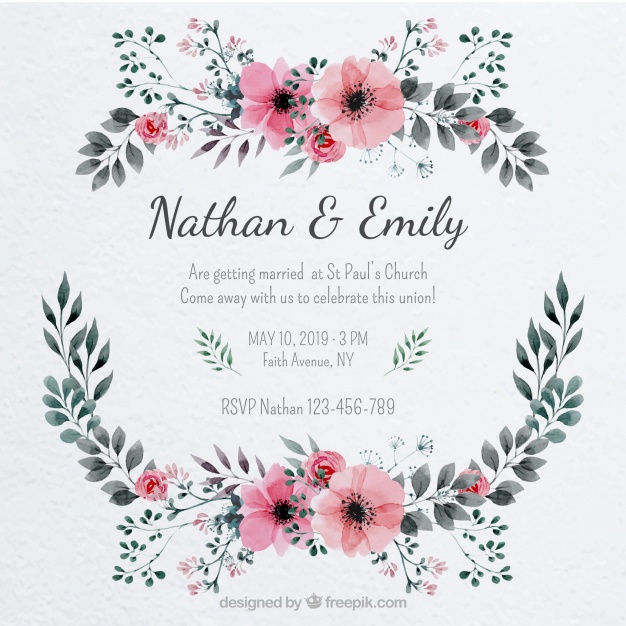 Nathan & Emily
Are getting married at St Paul's Church
Come away with us to celebrate this union!
MAY 10, 2019 - 3 PM
Faith Avenue, NY
RSVP Nathan 123-456-789
designed by freepik.com